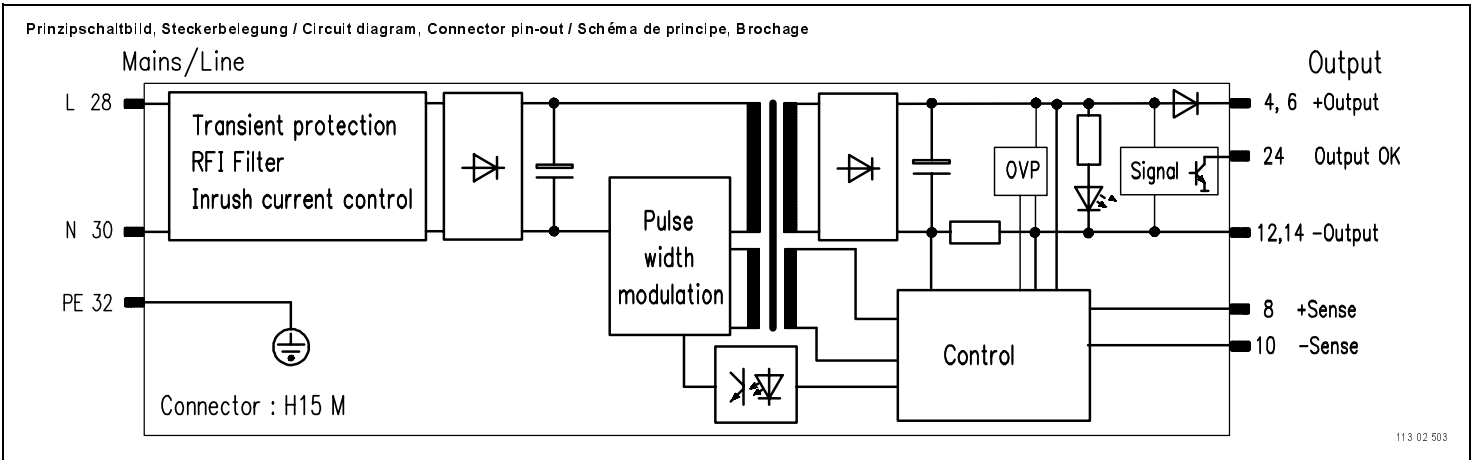 Prinzipschaltbild, Steckerbelegung / Circuit diagram, Connector pin-out / Schéma de principe, Brochage
Mains/Line
Output
L 28
4, 6 +Output
Transient protection
RFI Filter
Inrush current control
24 Output OK
OVP
Signal
N 30
12,14 -Output
Pulse
width
modulation
PE 32
8 +Sense
10 -Sense
Control
Connector : H15 M
113 02 503